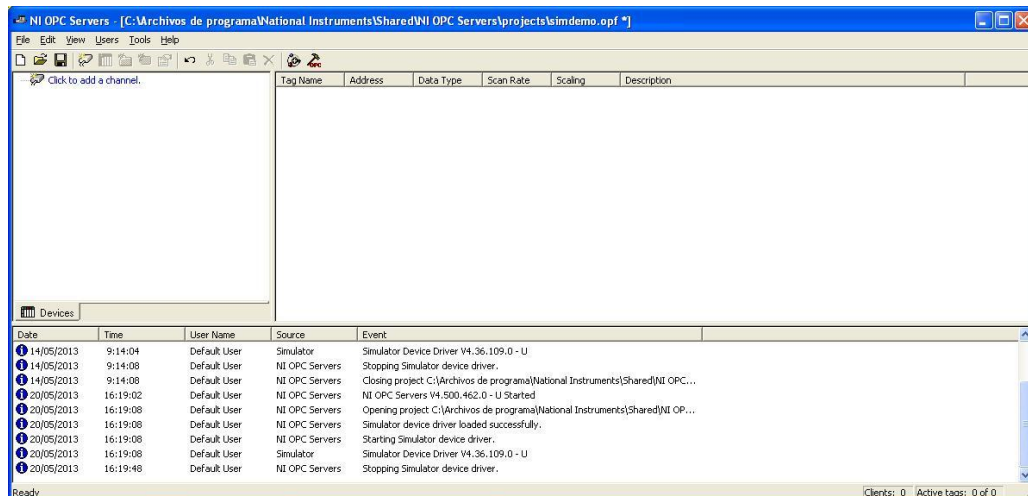 NI OPC Servers - [C:\Archivos de programa\National Instruments\Shared\NI OPC Servers\projects\simdemo.opf *]
File Edit View Users Tools Help
Click to add a channel.
Tag Name Address Data Type Scan Rate Scaling Description
Devices
Date Time User Name Source Event
14/05/2013 9:14:04 Default User Simulator Simulator Device Driver V4.36.109.0 - U
14/05/2013 9:14:08 Default User NI OPC Servers Stopping Simulator device driver.
14/05/2013 9:14:08 Default User NI OPC Servers Closing project C:\Archivos de programa\National Instruments\Shared\NI OPC...
20/05/2013 16:19:02 Default User NI OPC Servers NI OPC Servers V4.500.462.0 - U Started
20/05/2013 16:19:08 Default User NI OPC Servers Opening project C:\Archivos de programa\National Instruments\Shared\NI OP...
20/05/2013 16:19:08 Default User NI OPC Servers Simulator device driver loaded successfully.
20/05/2013 16:19:08 Default User NI OPC Servers Starting Simulator device driver.
20/05/2013 16:19:08 Default User Simulator Simulator Device Driver V4.36.109.0 - U
20/05/2013 16:19:48 Default User NI OPC Servers Stopping Simulator device driver.
Ready Clients: 0 Active tags: 0 of 0